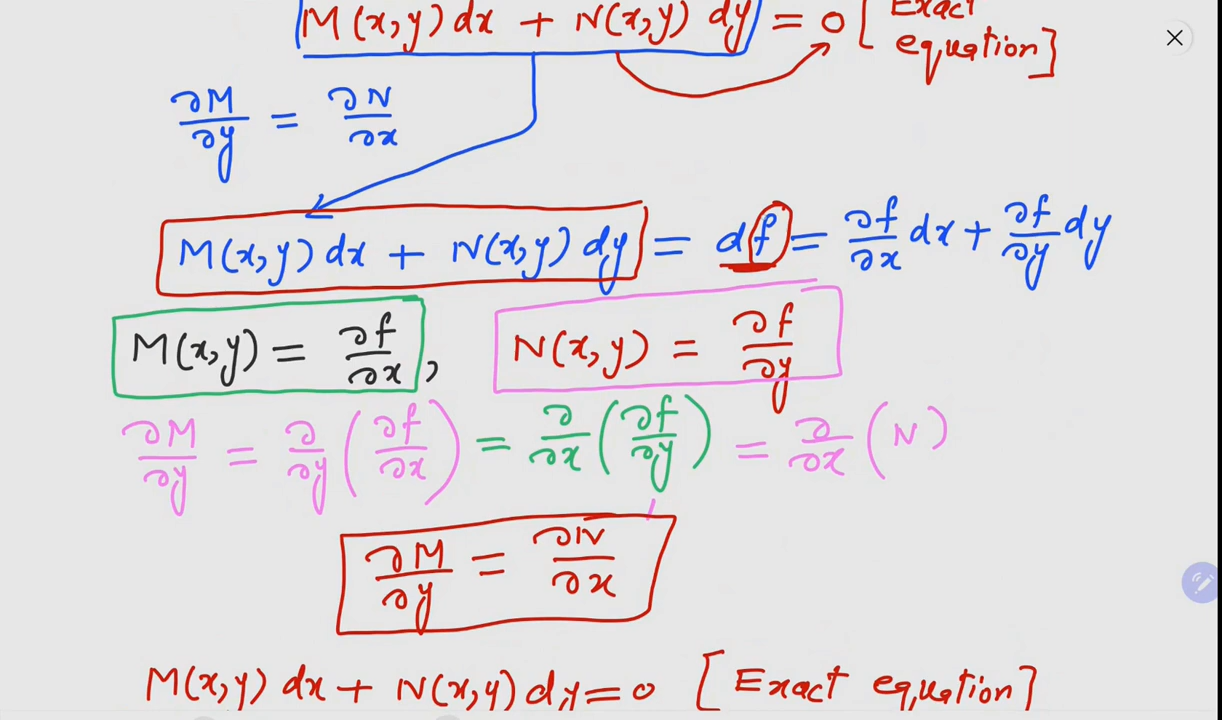 M(x,y) dx + N(x,y) dy = 0 [Exact
equation]
∂M/∂y = ∂N/∂x
M(x,y) dx + N(x,y) dy = df = ∂f/∂x dx + ∂f/∂y dy
M(x,y) = ∂f/∂x , N(x,y) = ∂f/∂y
∂M/∂y = ∂/∂y (∂f/∂x) = ∂/∂x (∂f/∂y) = ∂/∂x (N)
∂M/∂y = ∂N/∂x
M(x,y) dx + N(x,y) dy = 0 [Exact equation]